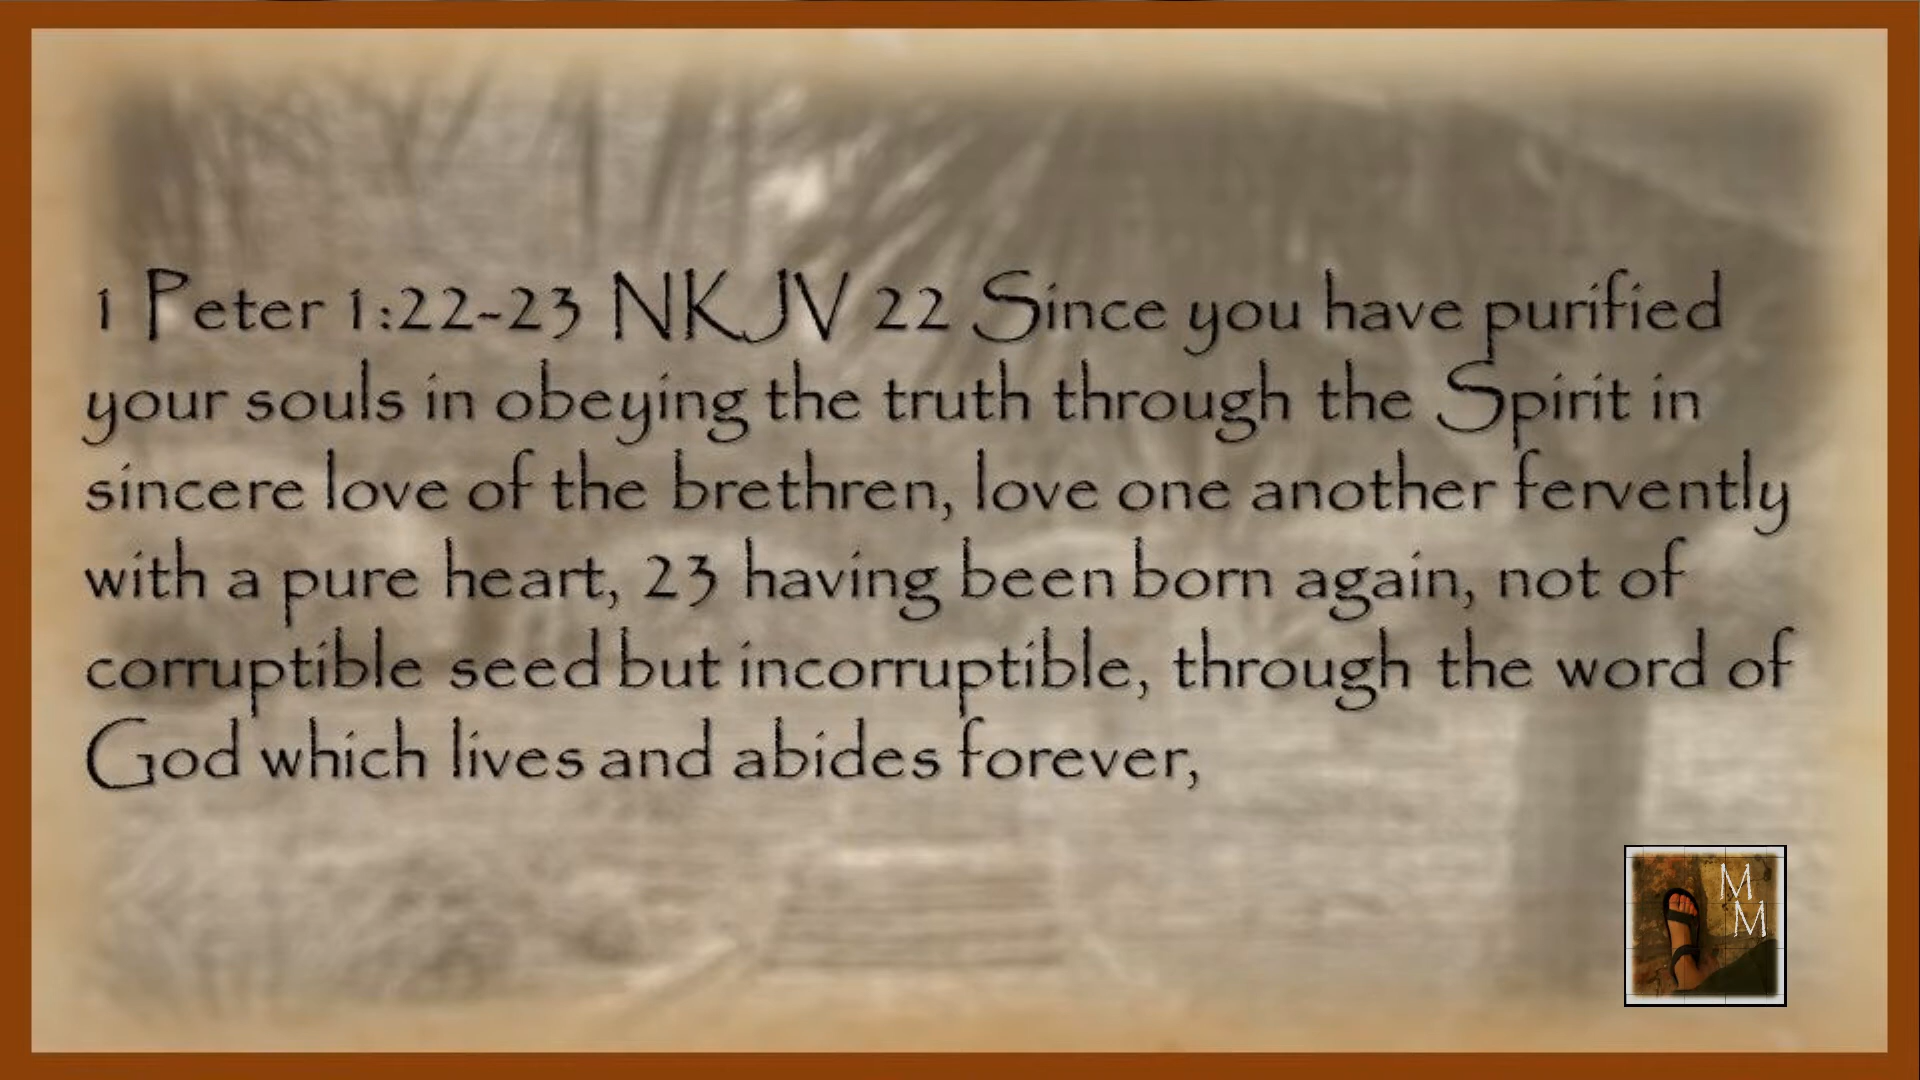 1 Peter 1:22-23 NKJV 22 Since you have purified
your souls in obeying the truth through the Spirit in
sincere love of the brethren, love one another fervently
with a pure heart, 23 having been born again, not of
corruptible seed but incorruptible, through the word of
God which lives and abides forever,
M
M